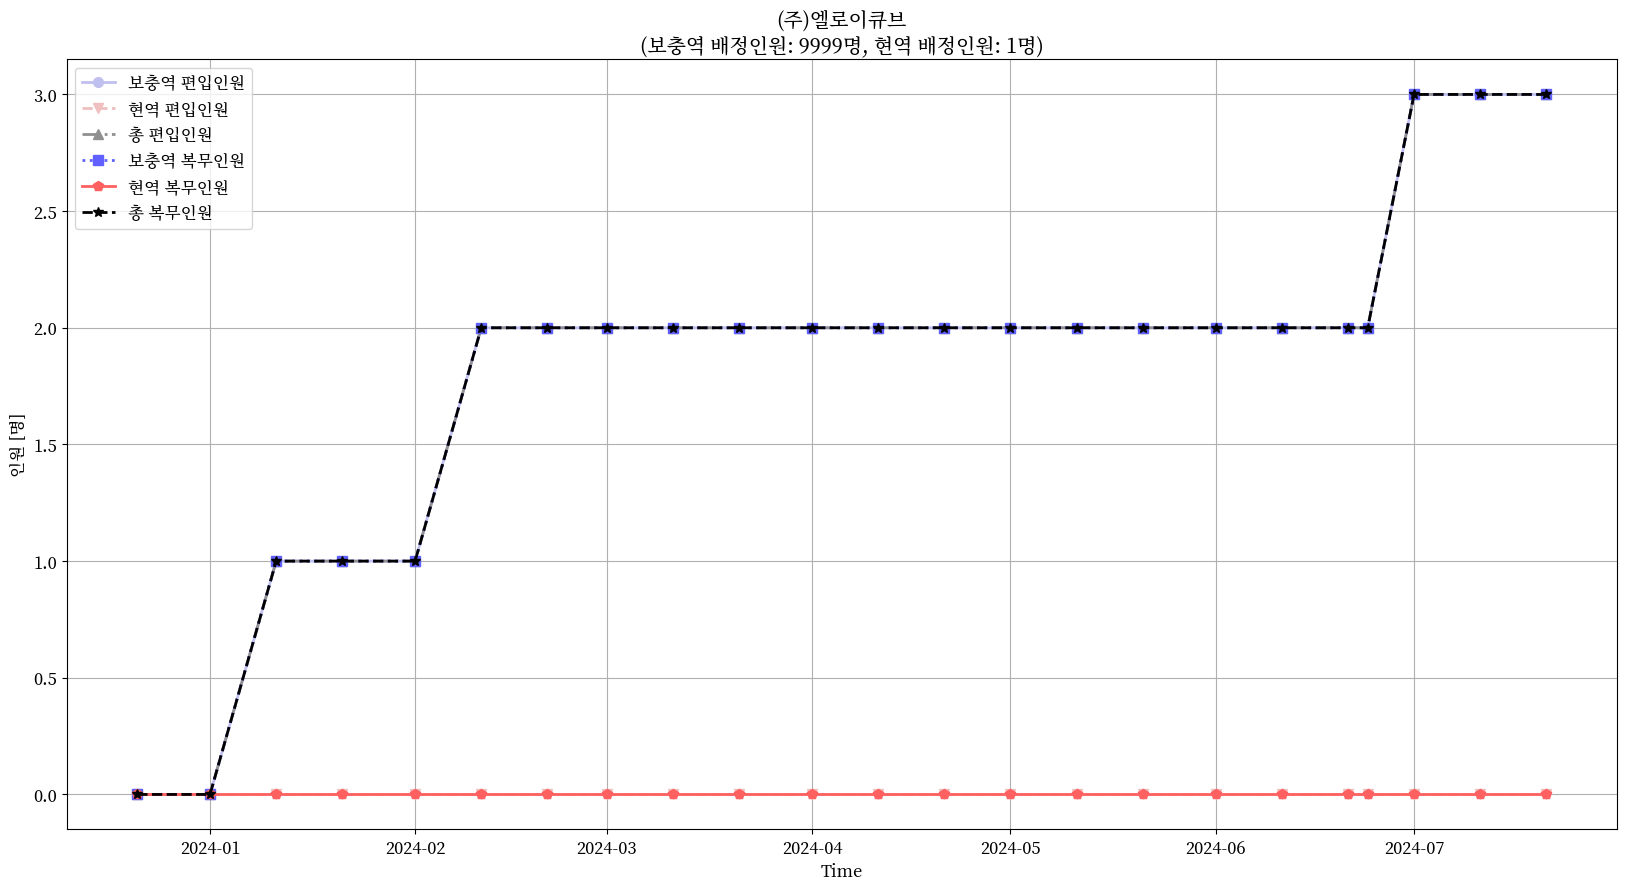 (주)엘로이큐브
(보충역 배정인원: 9999명, 현역 배정인원: 1명)
보충역 편입인원
현역 편입인원
총 편입인원
보충역 복무인원
현역 복무인원
총 복무인원
3.0
2.5
2.0
1.5
1.0
0.5
0.0
인원 [명]
2024-01 2024-02 2024-03 2024-04 2024-05 2024-06 2024-07
Time